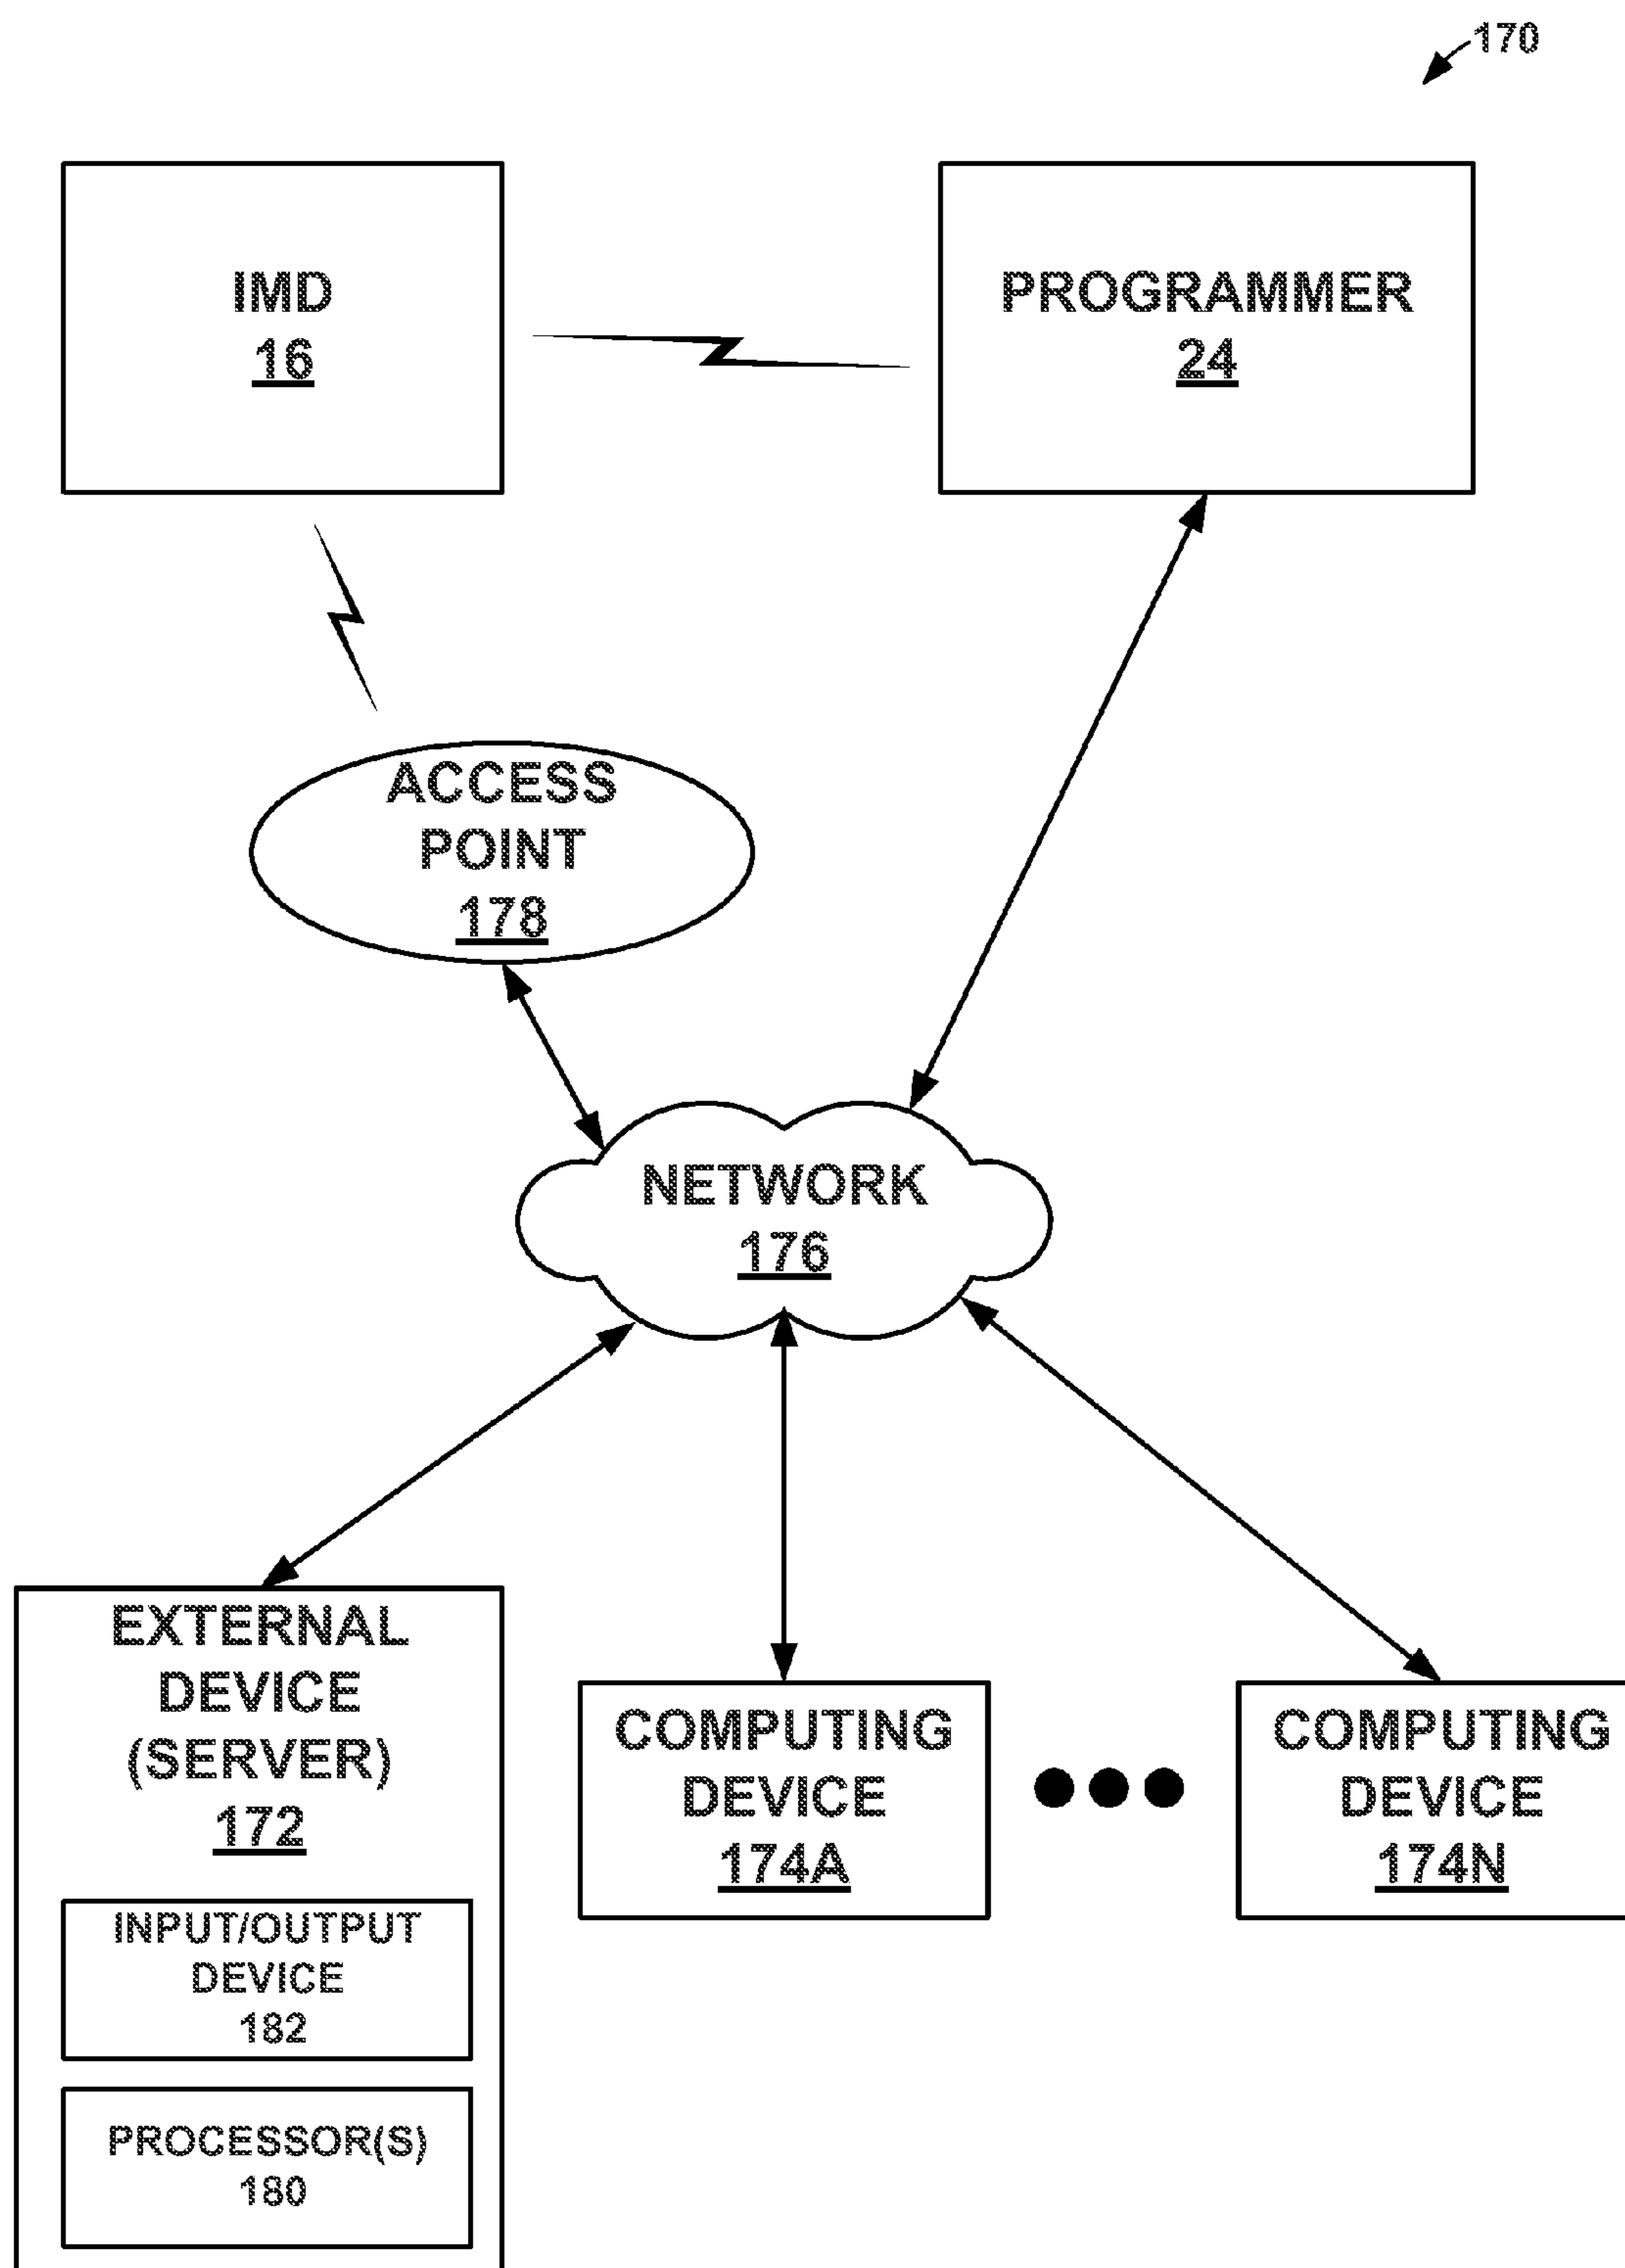 170
IMD
16
PROGRAMMER
24
ACCESS
POINT
178
NETWORK
176
EXTERNAL
DEVICE
(SERVER)
172
INPUT/OUTPUT
DEVICE
182
PROCESSOR(S)
180
COMPUTING
DEVICE
174A
COMPUTING
DEVICE
174N